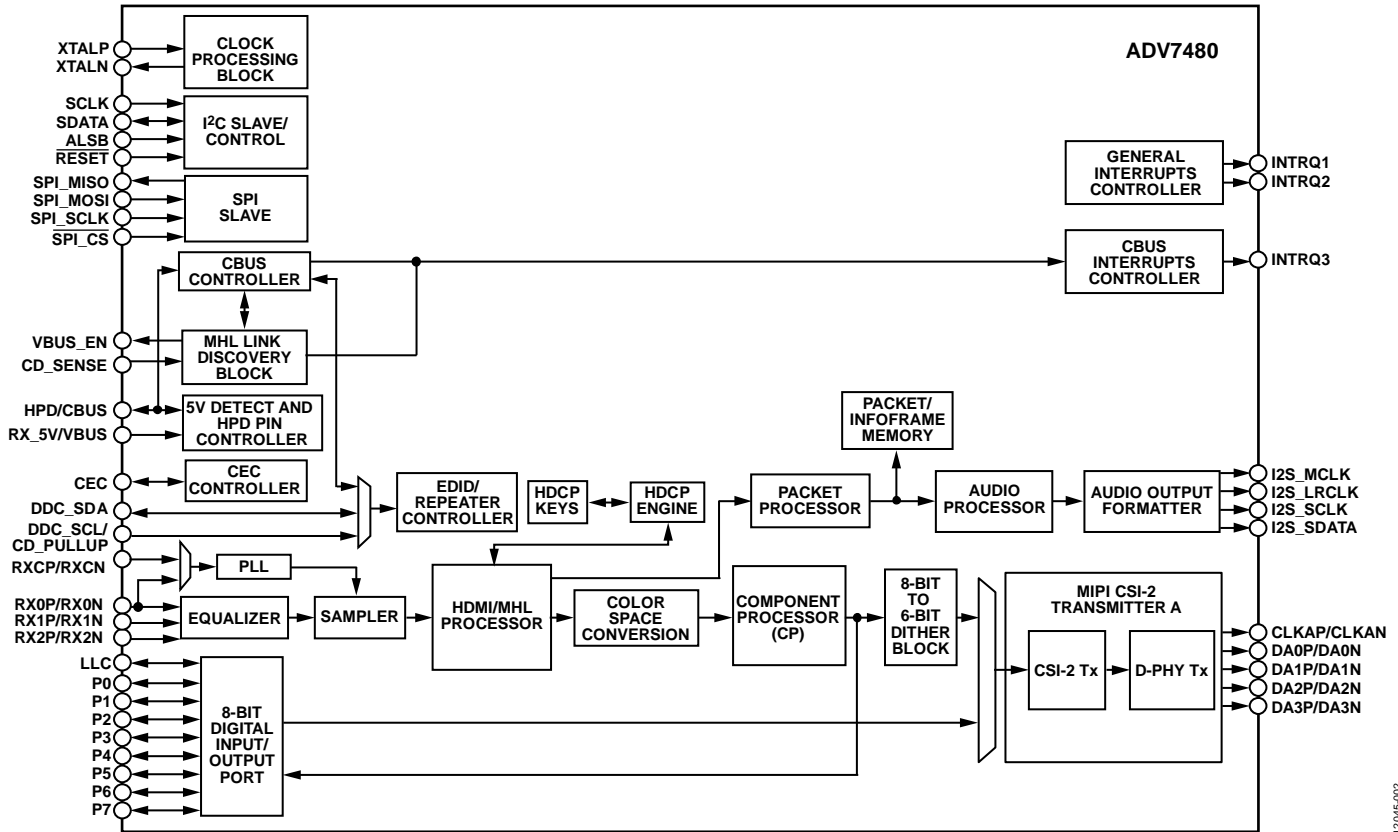 ADV7480
XTALP
XTALN
CLOCK
PROCESSING
BLOCK
SCLK
SDATA
ALSB
RESET
I2C SLAVE/
CONTROL
SPI_MISO
SPI_MOSI
SPI_SCLK
SPI_CS
SPI
SLAVE
GENERAL
INTERRUPTS
CONTROLLER
INTRQ1
INTRQ2
CBUS
CONTROLLER
CBUS
INTERRUPTS
CONTROLLER
INTRQ3
VBUS_EN
CD_SENSE
MHL LINK
DISCOVERY
BLOCK
HPD/CBUS
RX_5V/VBUS
5V DETECT AND
HPD PIN
CONTROLLER
PACKET/
INFOFRAME
MEMORY
CEC
CEC
CONTROLLER
DDC_SDA
DDC_SCL/
CD_PULLUP
EDID/
REPEATER
CONTROLLER
HDCP
KEYS
HDCP
ENGINE
PACKET
PROCESSOR
AUDIO
PROCESSOR
AUDIO OUTPUT
FORMATTER
I2S_MCLK
I2S_LRCLK
I2S_SCLK
I2S_SDATA
RXCP/RXCN
PLL
RX0P/RX0N
RX1P/RX1N
RX2P/RX2N
EQUALIZER
SAMPLER
HDMI/MHL
PROCESSOR
COLOR
SPACE
CONVERSION
COMPONENT
PROCESSOR
(CP)
8-BIT
TO
6-BIT
DITHER
BLOCK
MIPI CSI-2
TRANSMITTER A
CSI-2 Tx
D-PHY Tx
CLKAP/CLKAN
DA0P/DA0N
DA1P/DA1N
DA2P/DA2N
DA3P/DA3N
LLC
P0
P1
P2
P3
P4
P5
P6
P7
8-BIT
DIGITAL
INPUT/
OUTPUT
PORT